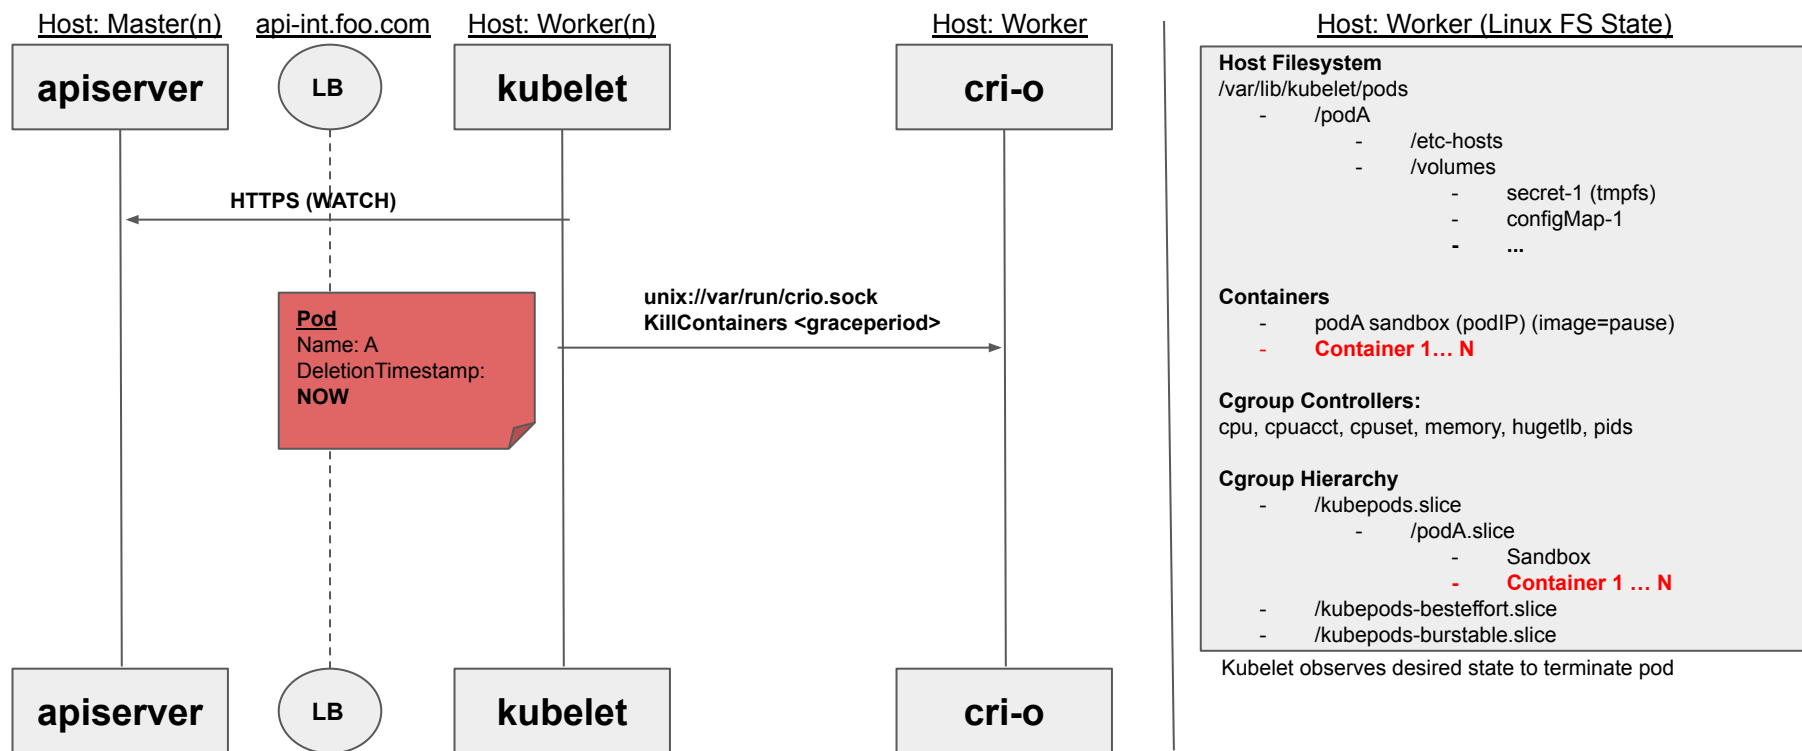 Host: Master(n)
api-int.foo.com
Host: Worker(n)
Host: Worker
Host: Worker (Linux FS State)
apiserver
LB
kubelet
cri-o
HTTPS (WATCH)
Pod
Name: A
DeletionTimestamp:
NOW
unix://var/run/crio.sock
KillContainers <graceperiod>
apiserver
LB
kubelet
cri-o
Host Filesystem
/var/lib/kubelet/pods
- /podA
- /etc-hosts
- /volumes
- secret-1 (tmpfs)
- configMap-1
- ...
Containers
- podA sandbox (podIP) (image=pause)
- Container 1... N
Cgroup Controllers:
cpu, cpuacct, cpuset, memory, hugetlb, pids
Cgroup Hierarchy
- /kubepods.slice
- /podA.slice
- Sandbox
- Container 1 ... N
- /kubepods-besteffort.slice
- /kubepods-burstable.slice
Kubelet observes desired state to terminate pod